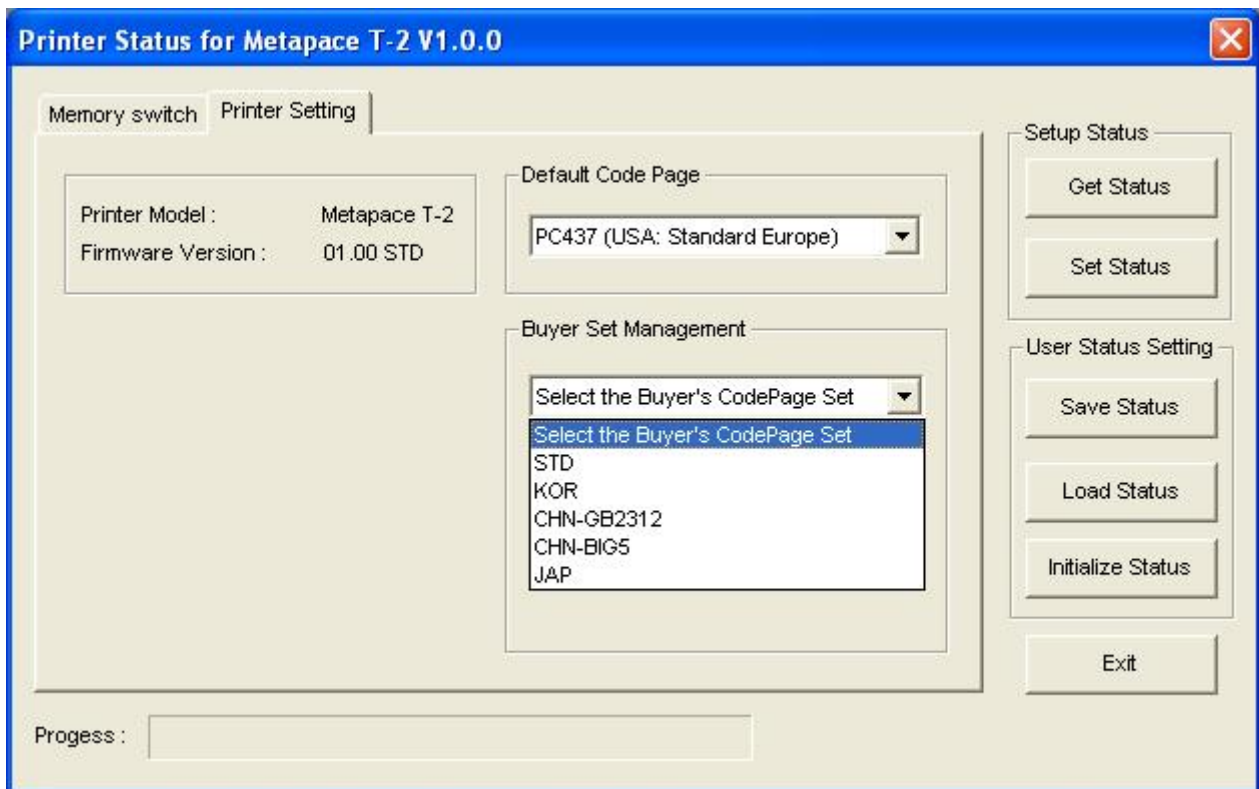 Printer Status for Metapace T-2 V1.0.0
Memory switch
Printer Setting
Printer Model : Metapace T-2
Firmware Version : 01.00 STD
Default Code Page
PC437 (USA: Standard Europe)
Buyer Set Management
Select the Buyer's CodePage Set
Select the Buyer's CodePage Set
STD
KOR
CHN-GB2312
CHN-BIG5
JAP
Setup Status
Get Status
Set Status
User Status Setting
Save Status
Load Status
Initialize Status
Exit
Progess :